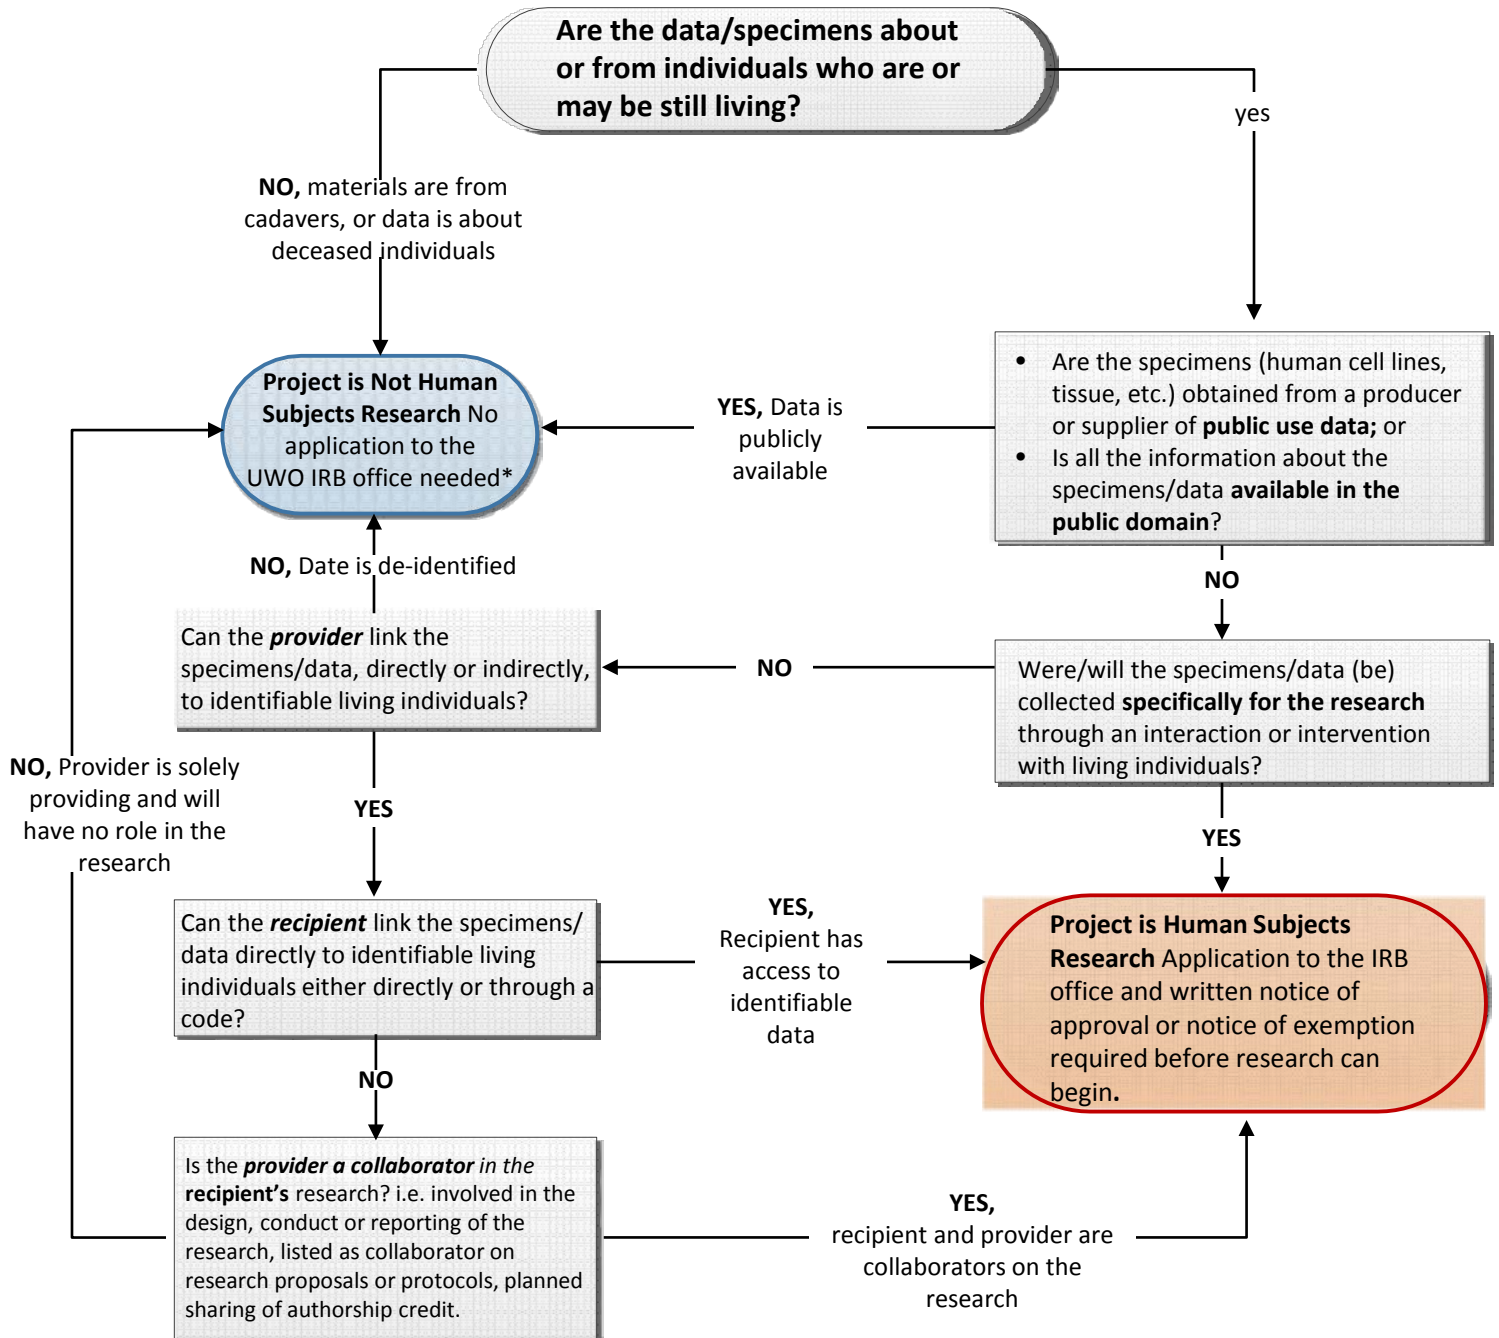 Are the data/specimens about
or from individuals who are or
may be still living?
yes
NO, materials are from
cadavers, or data is about
deceased individuals
Project is Not Human
Subjects Research No
application to the
UWO IRB office needed*
YES, Data is
publicly
available
• Are the specimens (human cell lines,
tissue, etc.) obtained from a producer
or supplier of public use data; or
• Is all the information about the
specimens/data available in the
public domain?
NO, Date is de-identified
NO
Can the provider link the
specimens/data, directly or indirectly,
to identifiable living individuals?
NO
Were/will the specimens/data (be)
collected specifically for the research
through an interaction or intervention
with living individuals?
NO, Provider is solely
providing and will
have no role in the
research
YES
YES
Can the recipient link the specimens/
data directly to identifiable living
individuals either directly or through a
code?
YES,
Recipient has
access to
identifiable
data
Project is Human Subjects
Research Application to the IRB
office and written notice of
approval or notice of exemption
required before research can
begin.
NO
Is the provider a collaborator in the
recipient's research? i.e. involved in the
design, conduct or reporting of the
research, listed as collaborator on
research proposals or protocols, planned
sharing of authorship credit.
YES,
recipient and provider are
collaborators on the
research